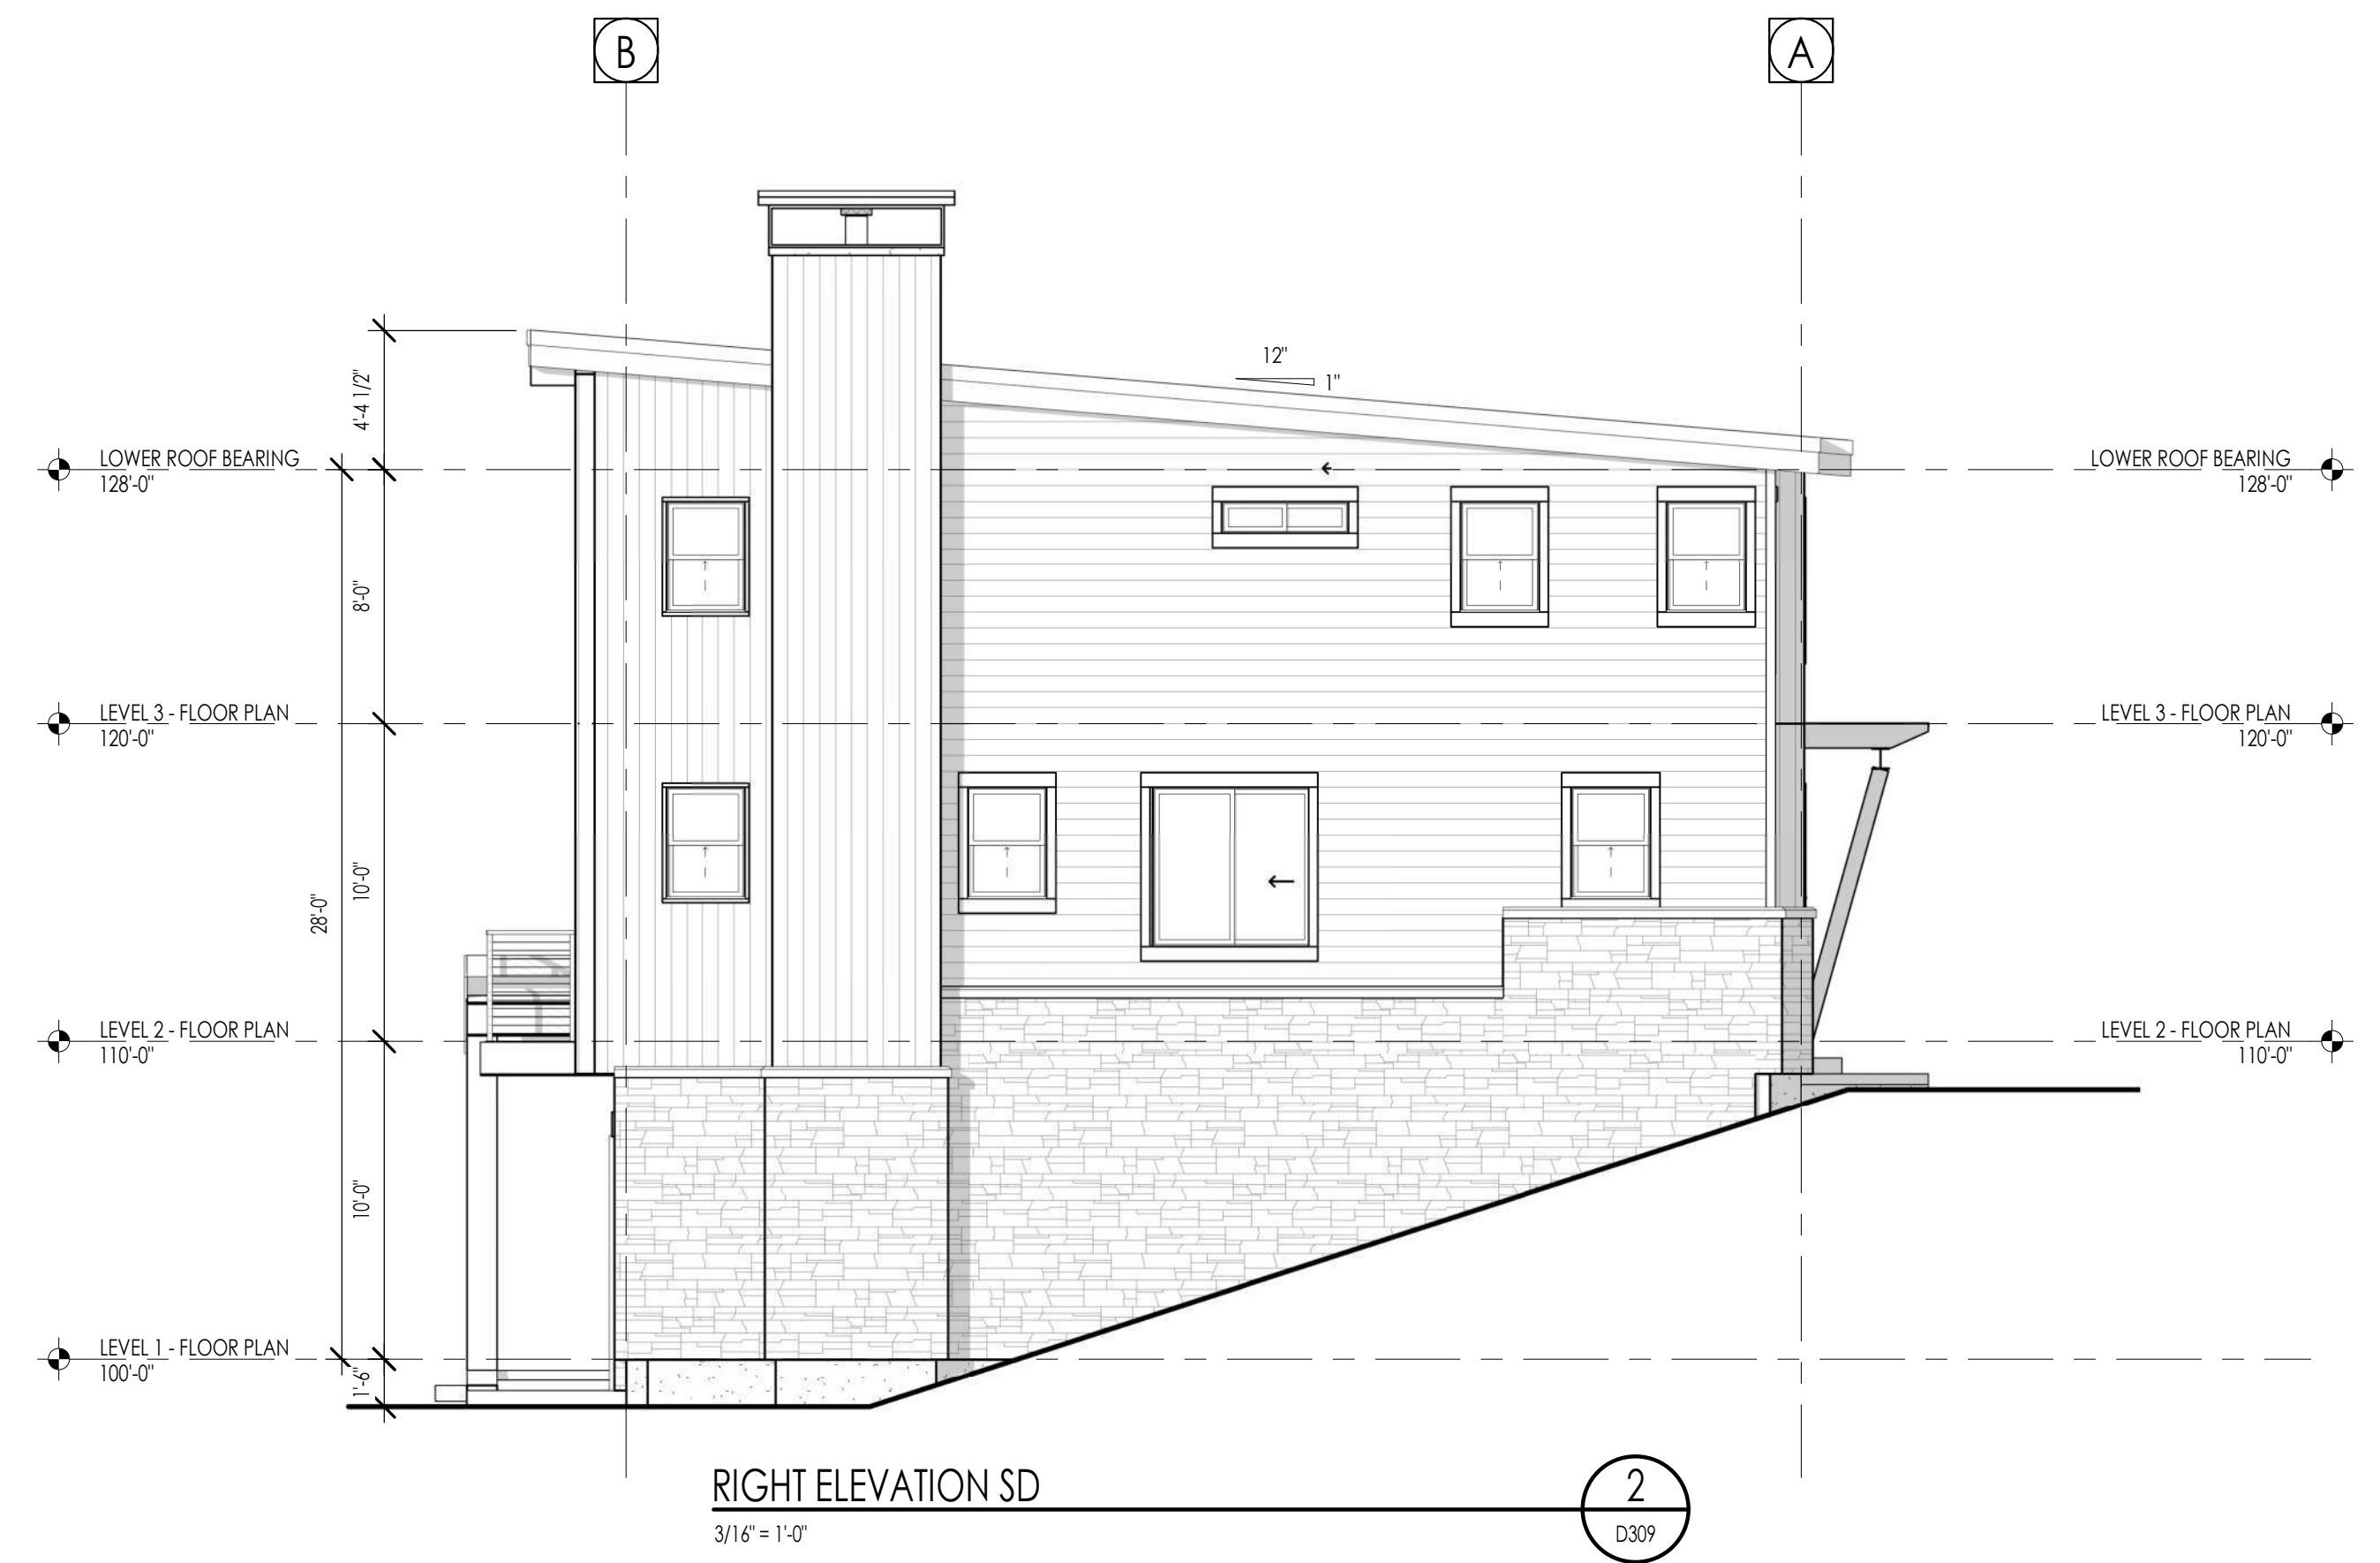 B
A
12"
1"
4'-4 1/2"
LOWER ROOF BEARING
128'-0"
LOWER ROOF BEARING
128'-0"
8'-0"
LEVEL 3 - FLOOR PLAN
120'-0"
LEVEL 3 - FLOOR PLAN
120'-0"
10'-0"
28'-0"
LEVEL 2 - FLOOR PLAN
110'-0"
LEVEL 2 - FLOOR PLAN
110'-0"
10'-0"
LEVEL 1 - FLOOR PLAN
100'-0"
1'-6"
RIGHT ELEVATION SD
3/16" = 1'-0"
2
D309